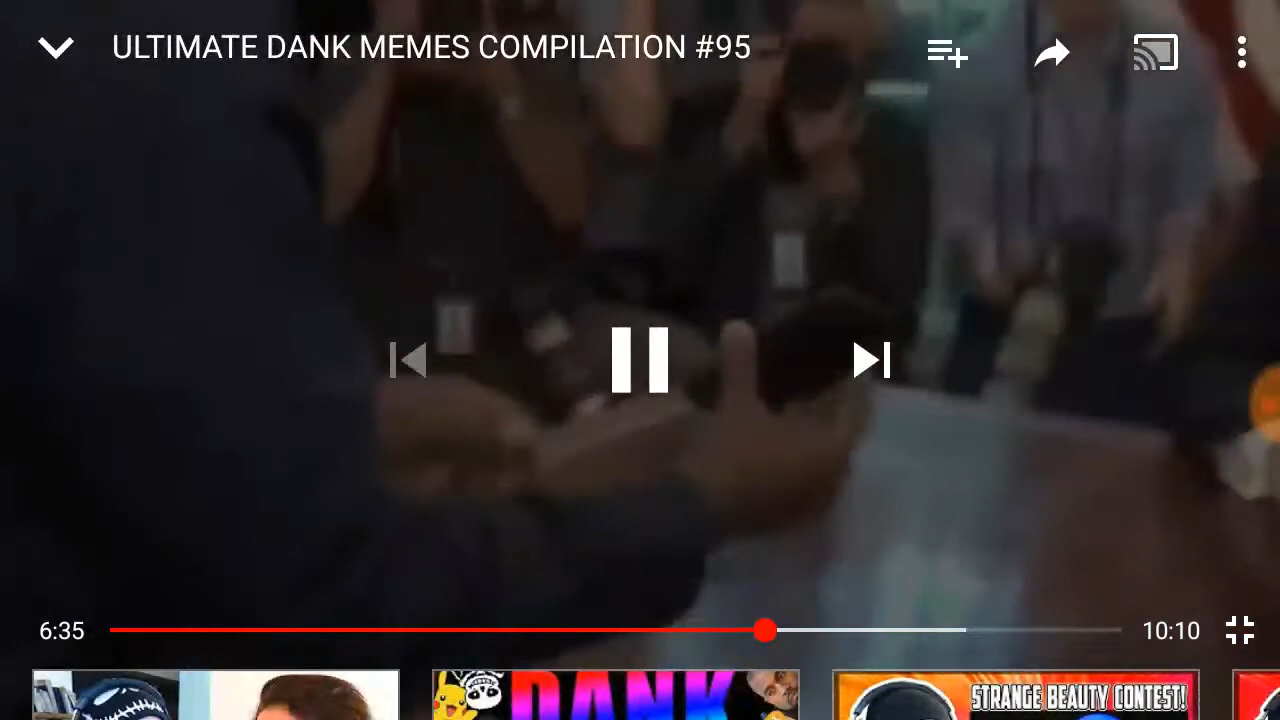 ULTIMATE DANK MEMES COMPILATION #95
6:35
10:10
DANK
STRANGE BEAUTY CONTEST!